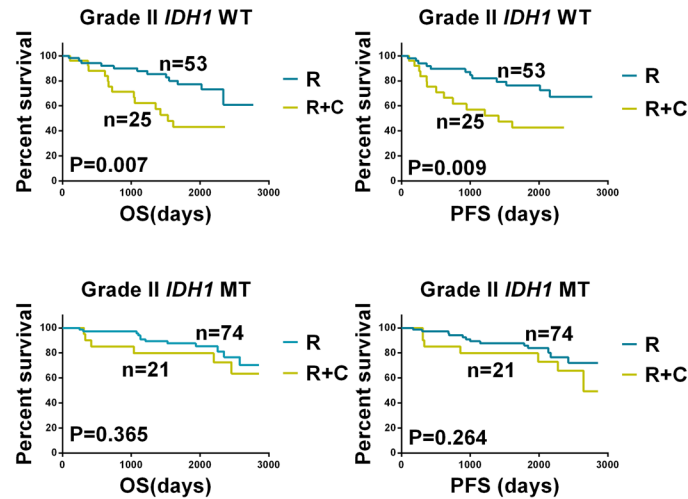 Grade II IDH1 WT
Percent survival
100
80
60
40
20
0
n=53
n=25
P=0.007
R
R+C
0
1000
2000
3000
OS(days)
Grade II IDH1 WT
Percent survival
100
80
60
40
20
0
n=53
n=25
P=0.009
R
R+C
0
1000
2000
3000
PFS (days)
Grade II IDH1 MT
Percent survival
100
80
60
40
20
0
n=74
n=21
P=0.365
R
R+C
0
1000
2000
3000
OS(days)
Grade II IDH1 MT
Percent survival
100
80
60
40
20
0
n=74
n=21
P=0.264
R
R+C
0
1000
2000
3000
PFS (days)